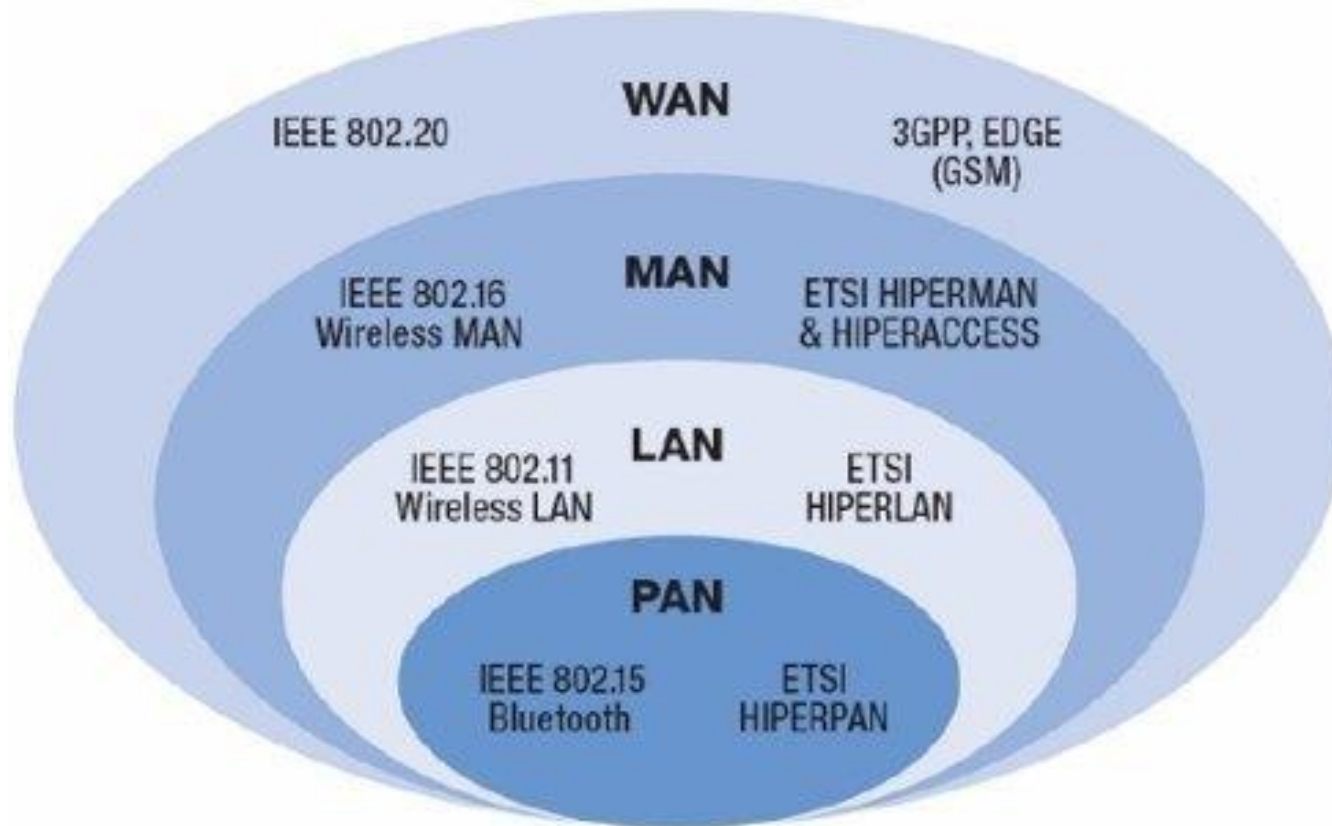 WAN
IEEE 802.20
3GPP, EDGE
(GSM)
MAN
IEEE 802.16
Wireless MAN
ETSI HIPERMAN
& HIPERACCESS
LAN
IEEE 802.11
Wireless LAN
ETSI
HIPERLAN
PAN
IEEE 802.15
Bluetooth
ETSI
HIPERPAN